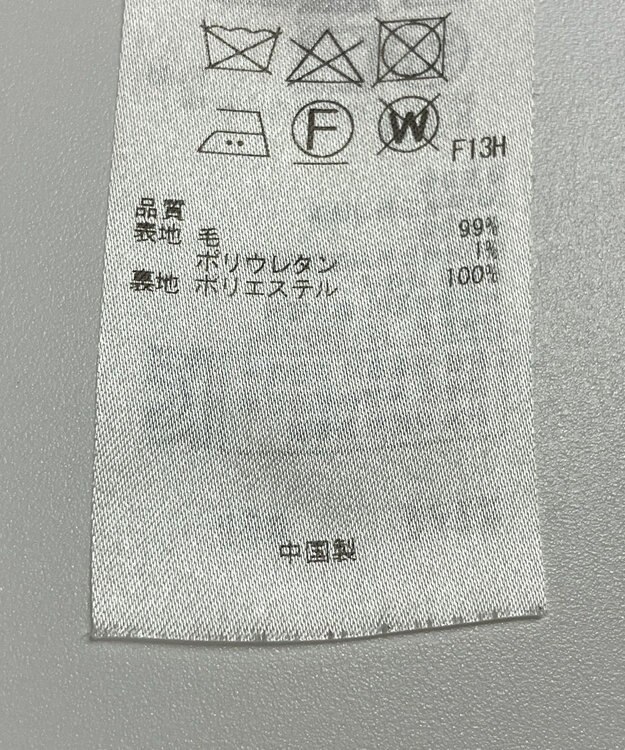 F W F13H
品質
表地 毛 99%
ポリウレタン 1%
裏地 ポリエステル 100%
中国製